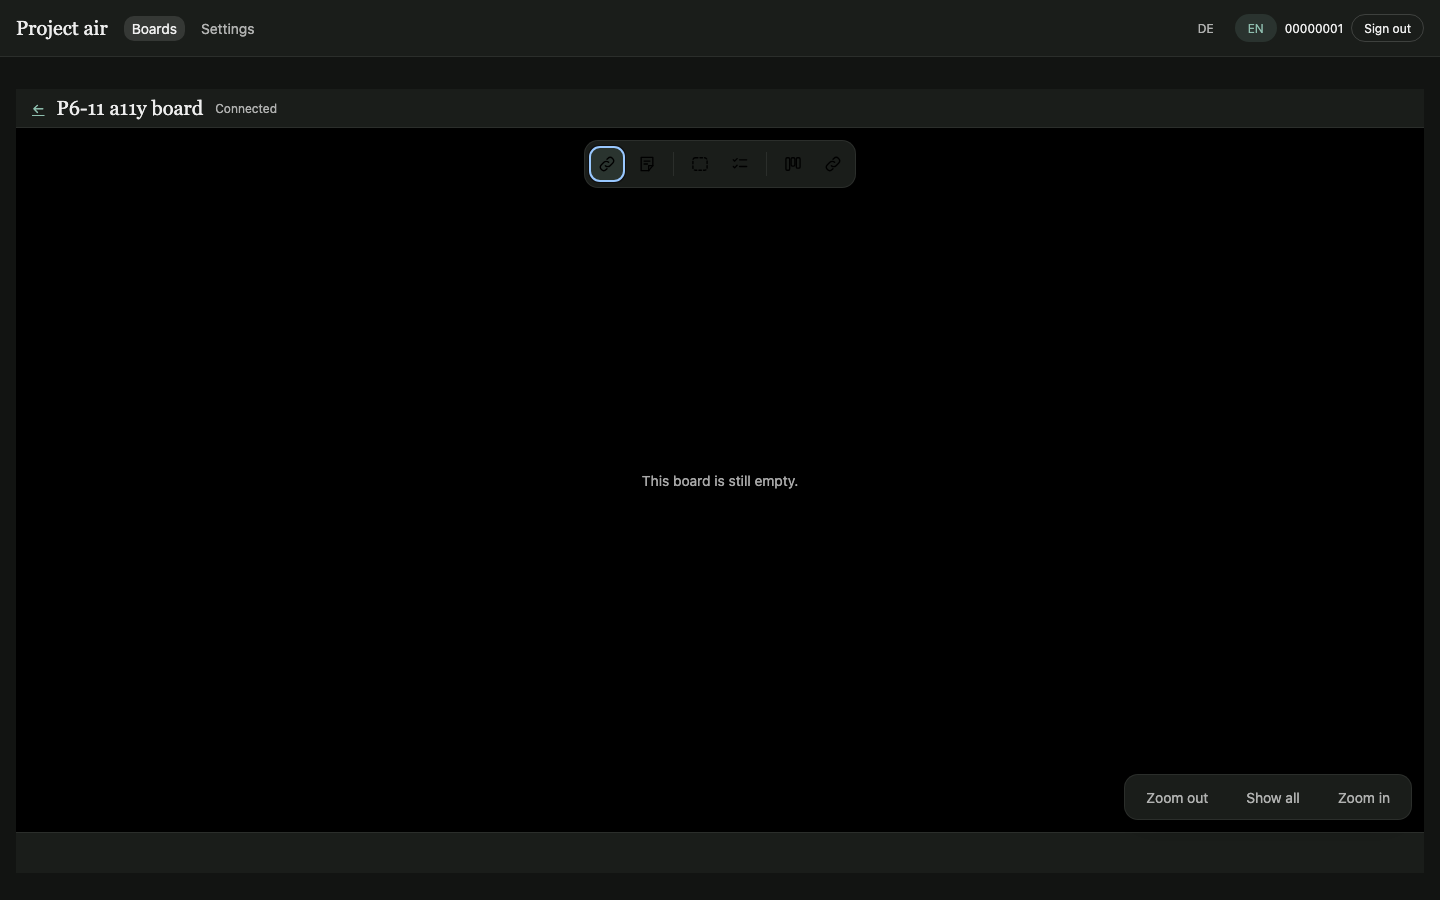 Project air
Boards
Settings
DE
EN
00000001
Sign out
P6-11 a11y board
Connected
This board is still empty.
Zoom out
Show all
Zoom in